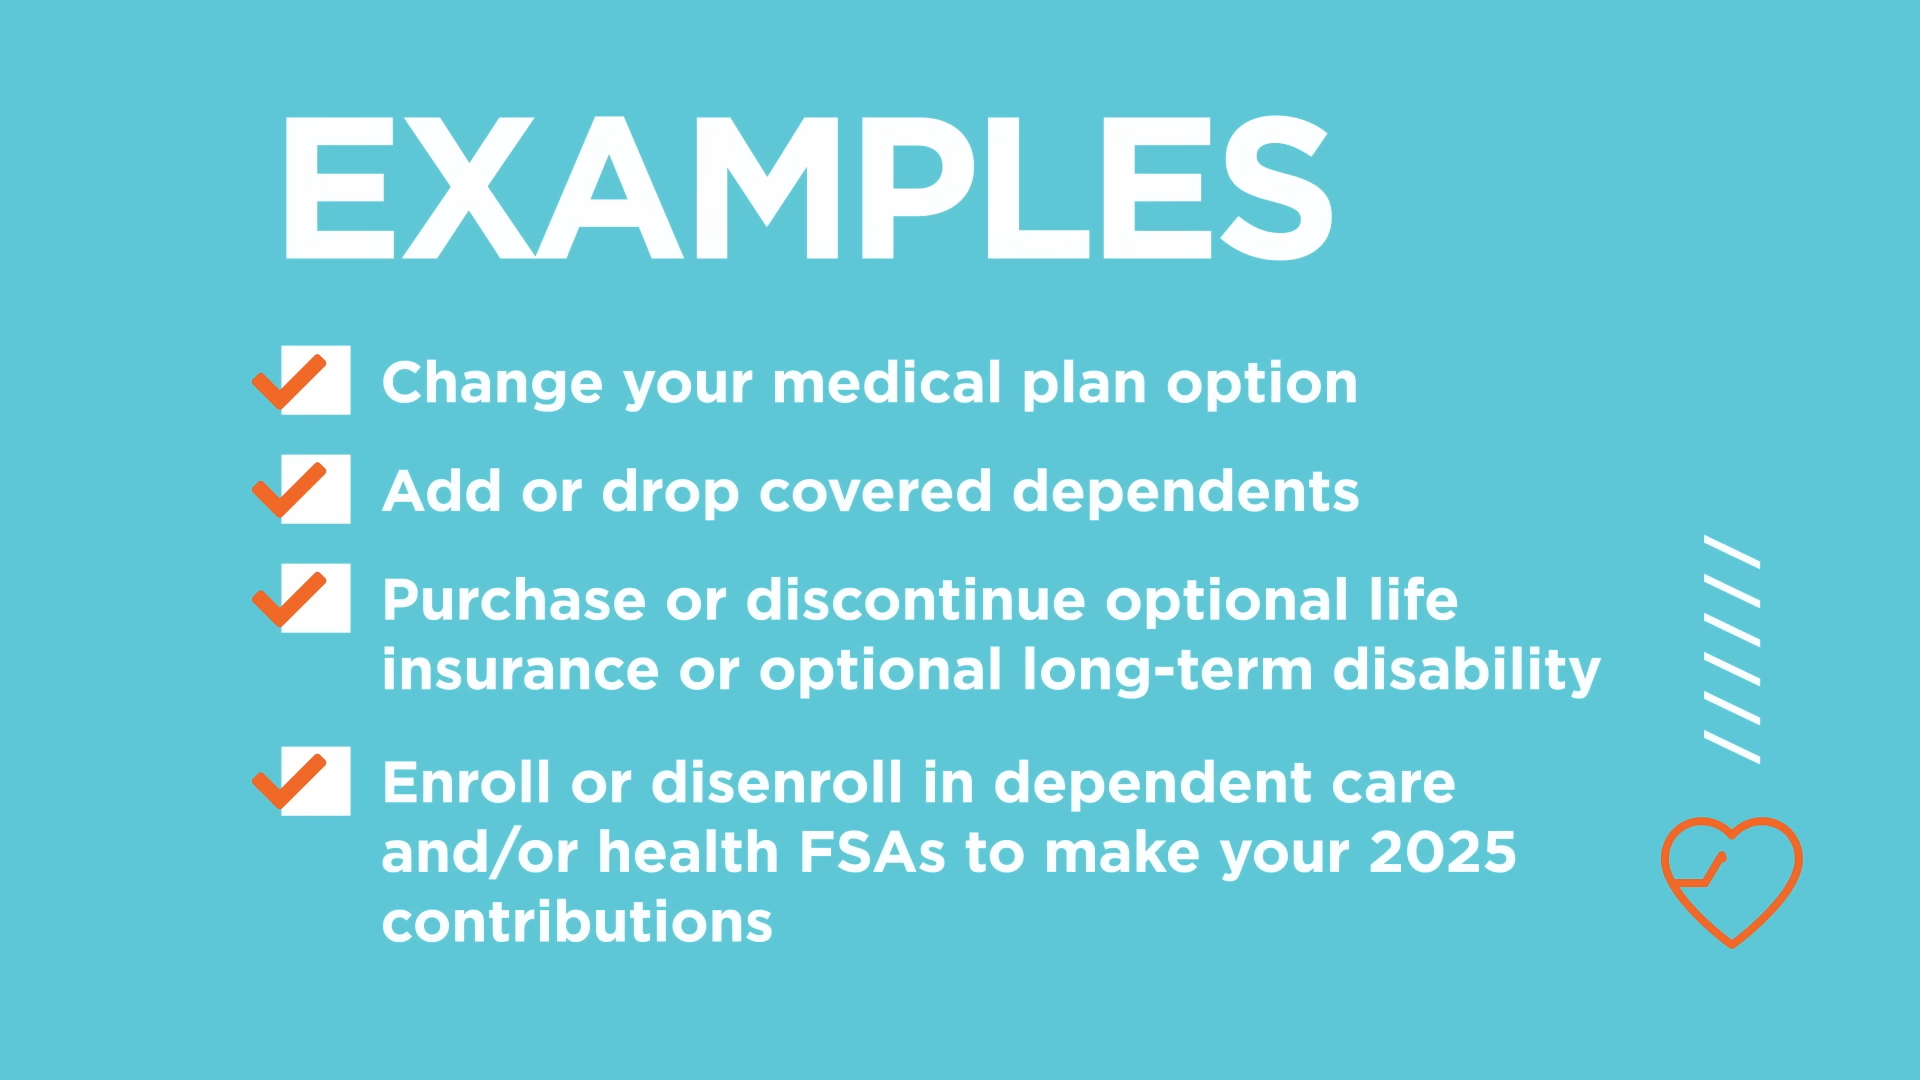 EXAMPLES
Change your medical plan option
Add or drop covered dependents
Purchase or discontinue optional life
insurance or optional long-term disability
Enroll or disenroll in dependent care
and/or health FSAs to make your 2025
contributions